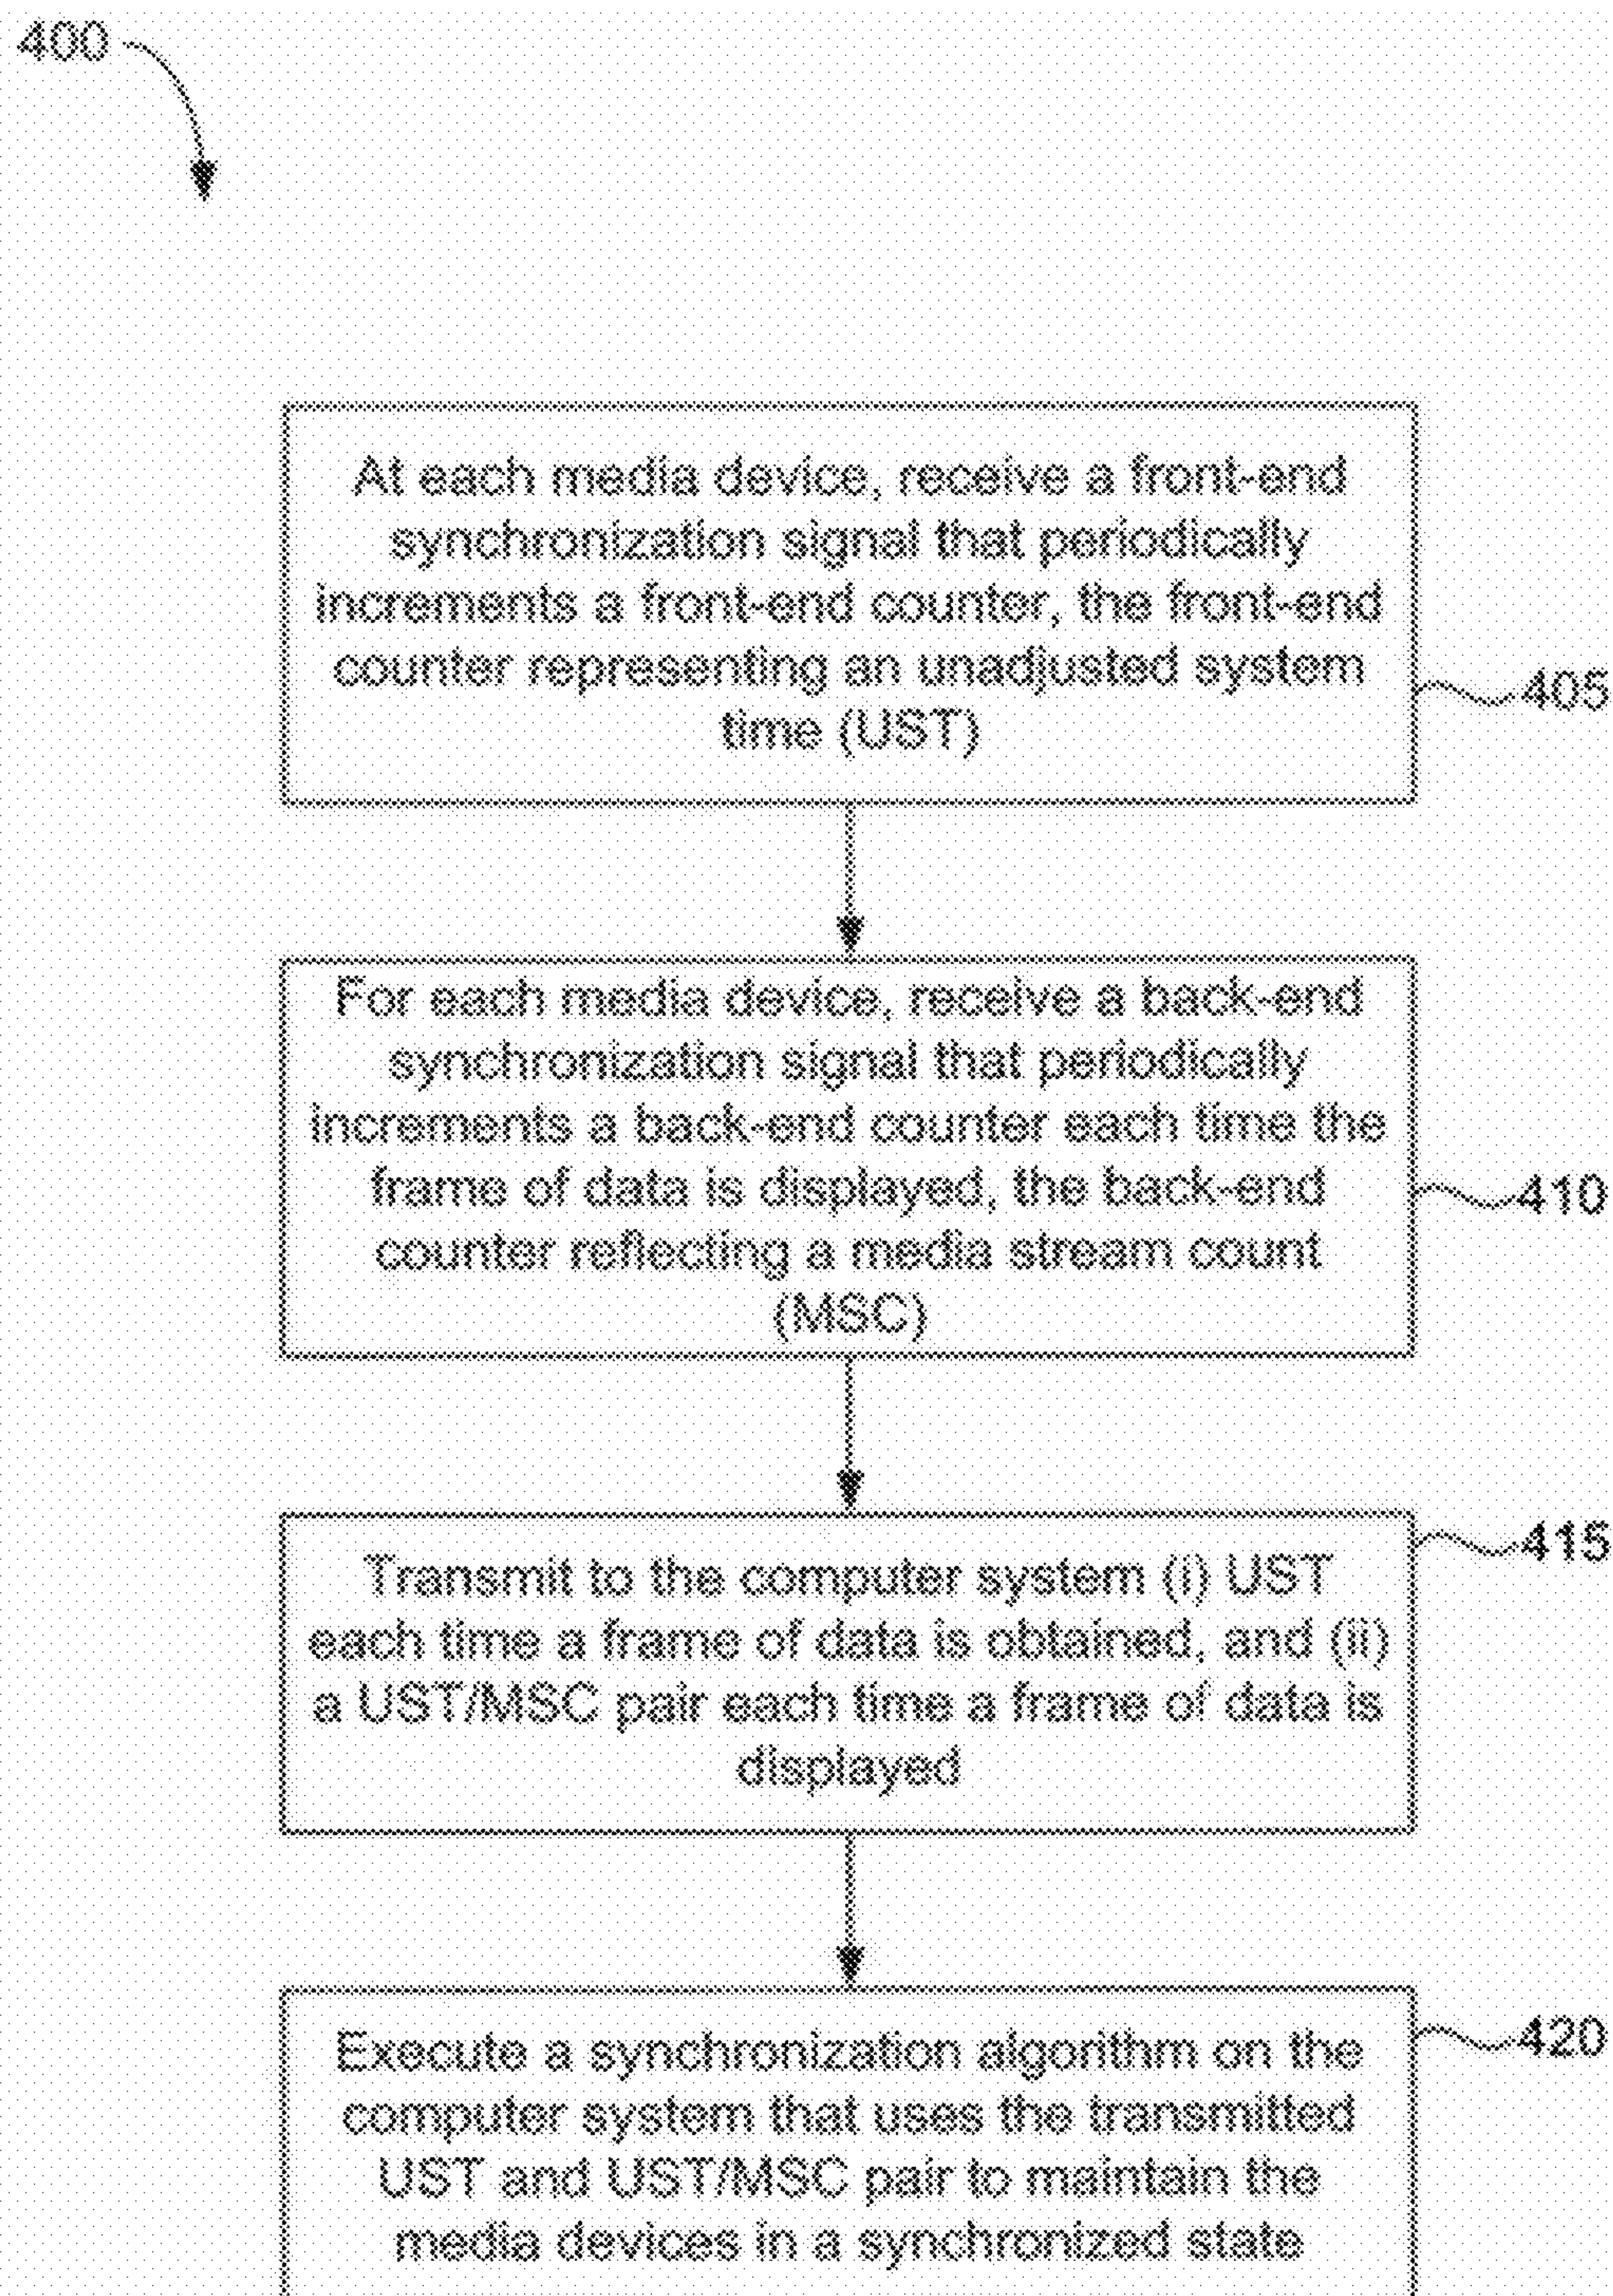 400
At each media device, receive a front-end
synchronization signal that periodically
increments a front-end counter, the front-end
counter representing an unadjusted system
time (UST)
405
For each media device, receive a back-end
synchronization signal that periodically
increments a back-end counter each time the
frame of data is displayed, the back-end
counter reflecting a media stream count
(MSC)
410
415
Transmit to the computer system (i) UST
each time a frame of data is obtained, and (ii)
a UST/MSC pair each time a frame of data is
displayed
420
Execute a synchronization algorithm on the
computer system that uses the transmitted
UST and UST/MSC pair to maintain the
media devices in a synchronized state